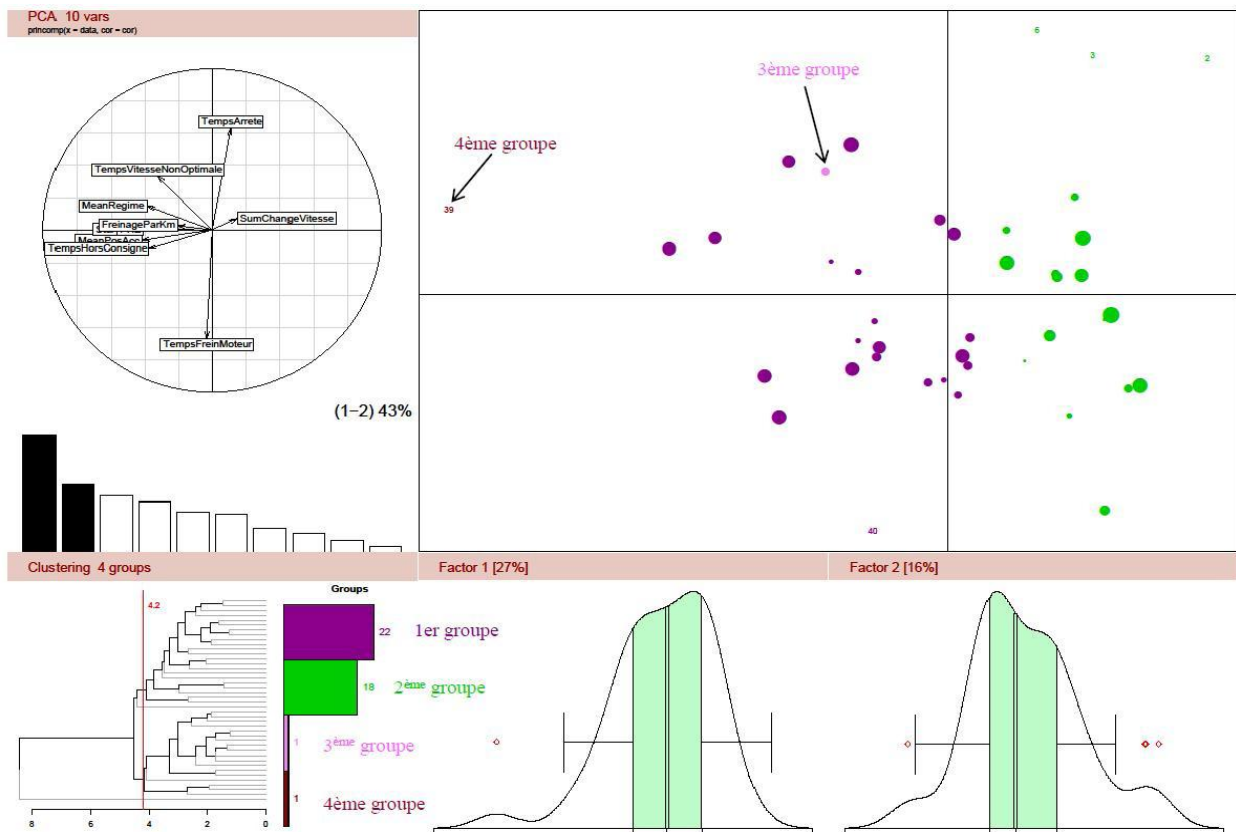 PCA 10 vars
princomp(x = data, cor = cor)
TempsArrete
TempsVitesseNonOptimale
MeanRegime
SumChangeVitesse
FreinageParKm
MeanPosAcc
TempsHorsConsigne
TempsFreinMoteur
(1-2) 43%
6
3
2
3ème groupe
4ème groupe
39
40
Clustering 4 groups
4.2
8 6 4 2 0
Groups
22 1er groupe
18 2ème groupe
1 3ème groupe
1 4ème groupe
Factor 1 [27%]
Factor 2 [16%]